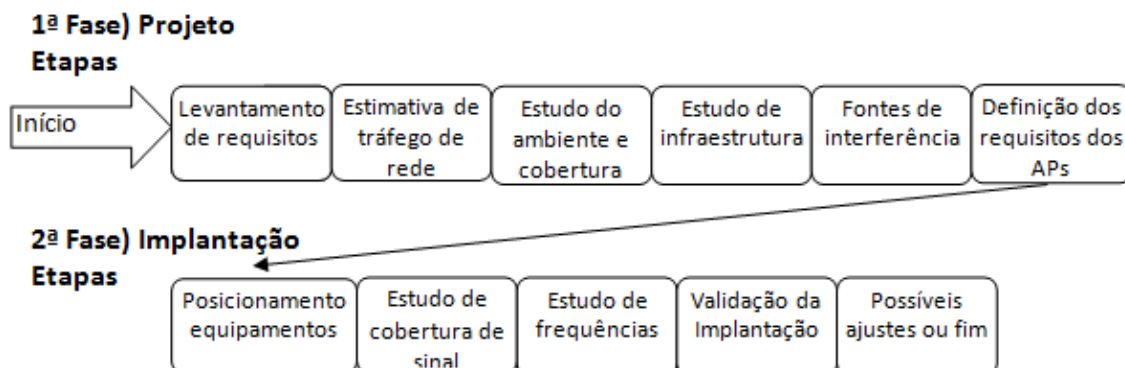 1ª Fase) Projeto
Etapas
Início
Levantamento
de requisitos
Estimativa de
tráfego de
rede
Estudo do
ambiente e
cobertura
Estudo de
infraestrutura
Fontes de
interferência
Definição dos
requisitos dos
APs
2ª Fase) Implantação
Etapas
Posicionamento
equipamentos
Estudo de
cobertura de
sinal
Estudo de
frequências
Validação da
Implantação
Possíveis
ajustes ou fim